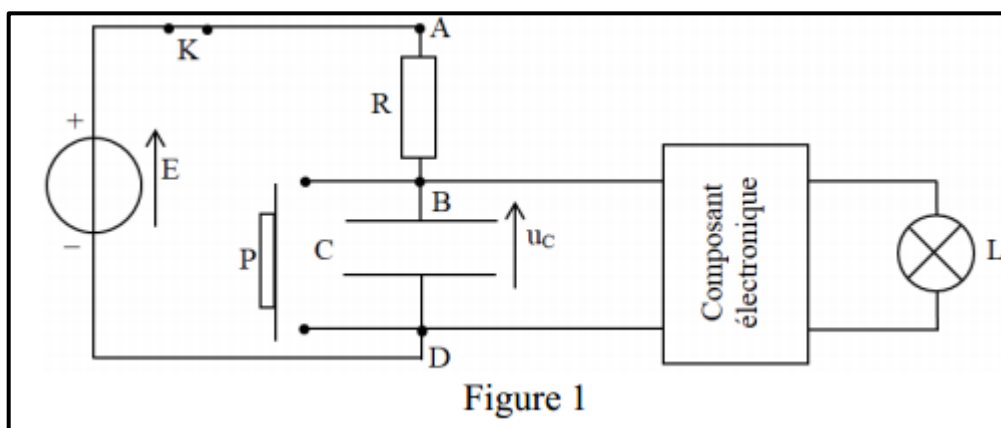 A
K
R
+
E
B
−
P
C
u_C
Composant
électronique
L
D
Figure 1